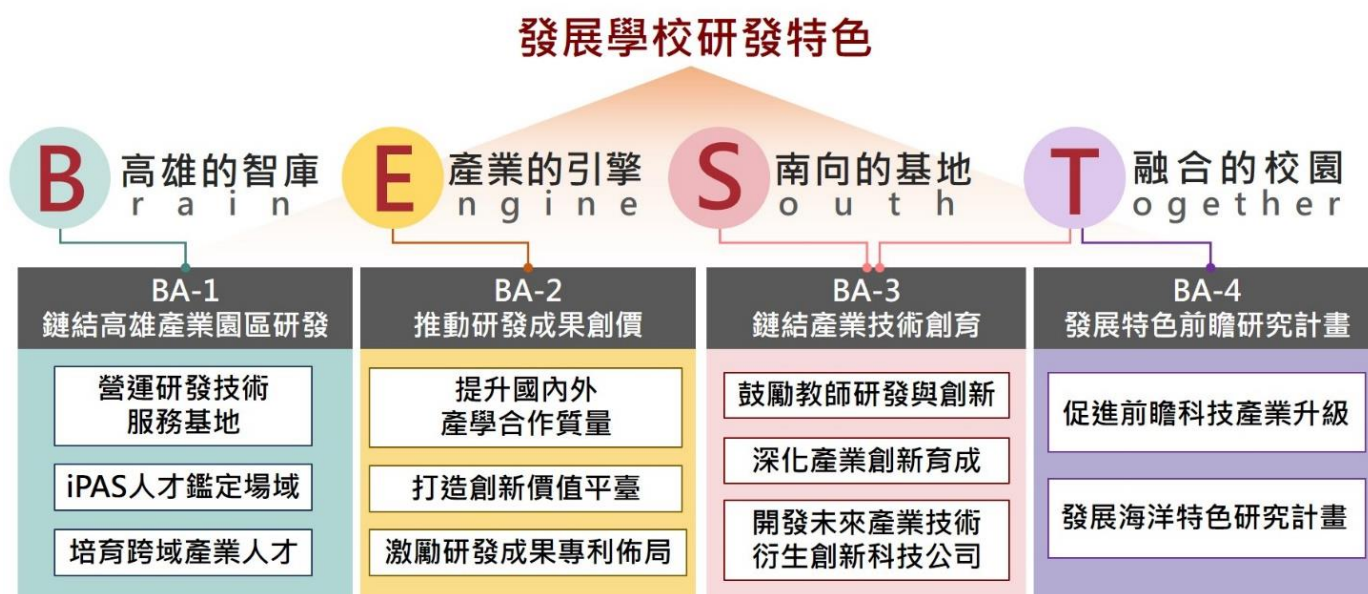 發展學校研發特色
B 高雄的智庫
rain
E 產業的引擎
ngine
S 南向的基地
outh
T 融合的校園
ogether
BA-1
鏈結高雄產業園區研發
營運研發技術
服務基地
iPAS人才鑑定場域
培育跨域產業人才
BA-2
推動研發成果創價
提升國內外
產學合作質量
打造創新價值平臺
激勵研發成果專利佈局
BA-3
鏈結產業技術創育
鼓勵教師研發與創新
深化產業創新育成
開發未來產業技術
衍生創新科技公司
BA-4
發展特色前瞻研究計畫
促進前瞻科技產業升級
發展海洋特色研究計畫